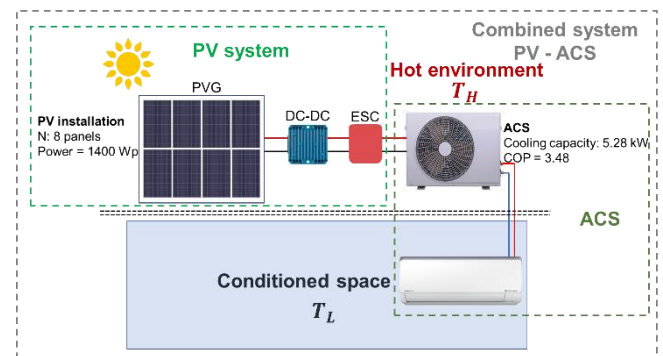 Combined system
PV - ACS
PV system
Hot environment
T_H
PVG
DC-DC
ESC
PV installation
N: 8 panels
Power = 1400 Wp
ACS
Cooling capacity: 5.28 kW
COP = 3.48
ACS
Conditioned space
T_L